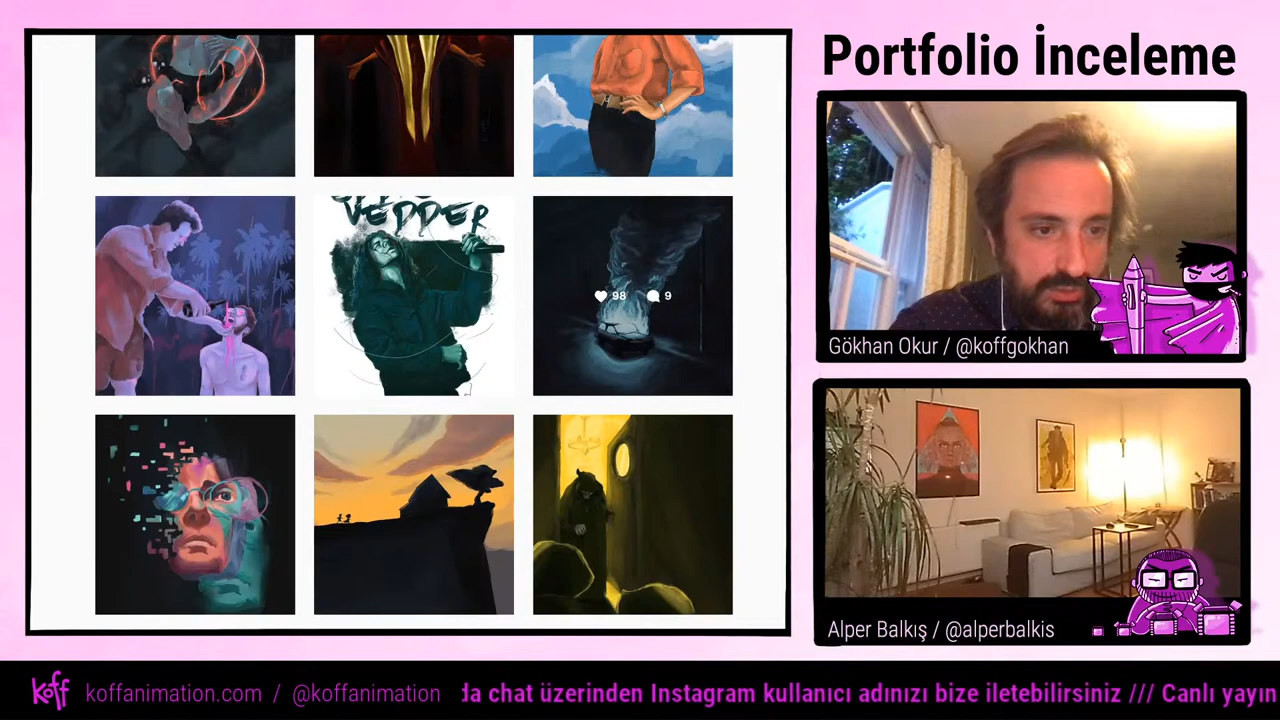 Portfolio İnceleme
VEDDER
98 9
Gökhan Okur / @koffgokhan
Alper Balkış / @alperbalkis
koff koffanimation.com / @koffanimation da chat üzerinden Instagram kullanıcı adınızı bize iletebilirsiniz /// Canlı yayın